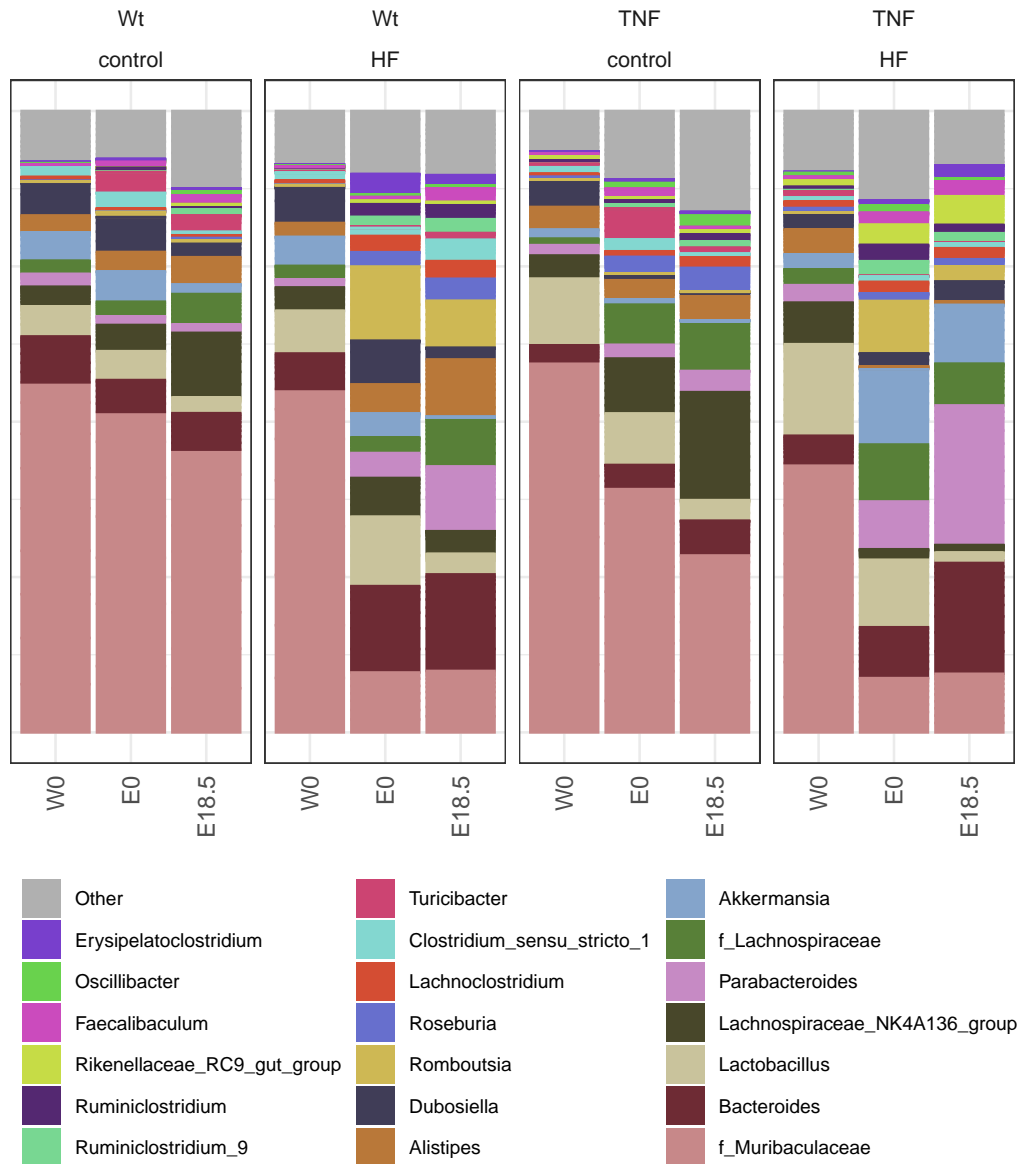 Wt Wt TNF TNF
control HF control HF
W0 E0 E18.5 W0 E0 E18.5 W0 E0 E18.5 W0 E0 E18.5
Other Turicibacter Akkermansia
Erysipelatoclostridium Clostridium_sensu_stricto_1 f_Lachnospiraceae
Oscillibacter Lachnoclostridium Parabacteroides
Faecalibaculum Roseburia Lachnospiraceae_NK4A136_group
Rikenellaceae_RC9_gut_group Romboutsia Lactobacillus
Ruminiclostridium Dubosiella Bacteroides
Ruminiclostridium_9 Alistipes f_Muribaculaceae